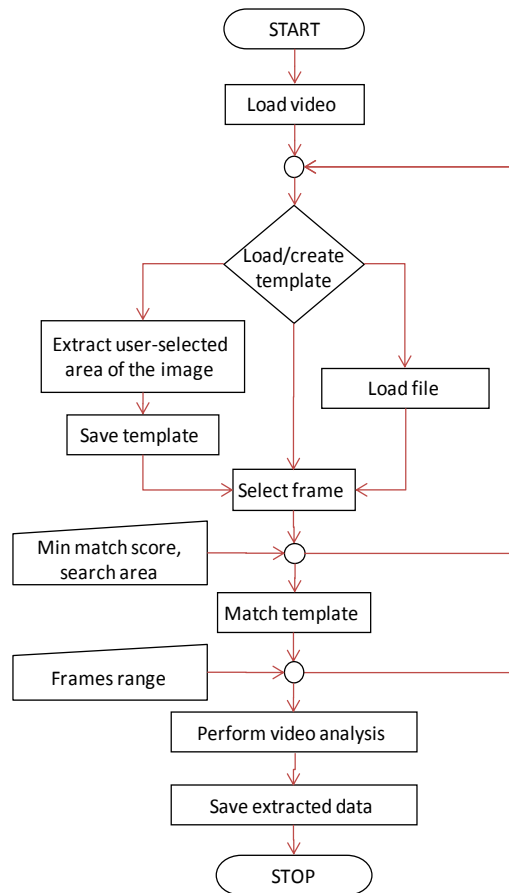 START
Load video
Load/create
template
Extract user-selected
area of the image
Load file
Save template
Select frame
Min match score,
search area
Match template
Frames range
Perform video analysis
Save extracted data
STOP